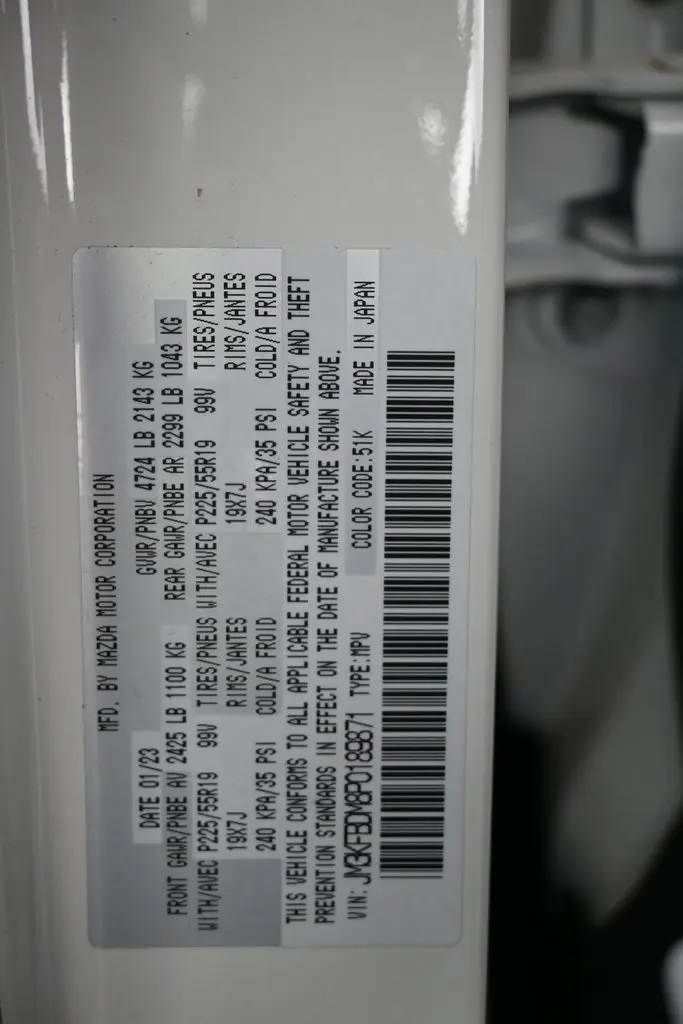 MFD. BY MAZDA MOTOR CORPORATION
DATE 01/23 GVWR/PNBV 4724 LB 2143 KG
FRONT GAWR/PNBE AV 2425 LB 1100 KG REAR GAWR/PNBE AR 2299 LB 1043 KG
WITH/AVEC P225/55R19 99V TIRES/PNEUS WITH/AVEC P225/55R19 99V TIRES/PNEUS
19X7J RIMS/JANTES 19X7J RIMS/JANTES
240 KPA/35 PSI COLD/A FROID 240 KPA/35 PSI COLD/A FROID
THIS VEHICLE CONFORMS TO ALL APPLICABLE FEDERAL MOTOR VEHICLE SAFETY AND THEFT
PREVENTION STANDARDS IN EFFECT ON THE DATE OF MANUFACTURE SHOWN ABOVE.
VIN: JM3KFBDM8P0189871 TYPE:MPV COLOR CODE:51K MADE IN JAPAN